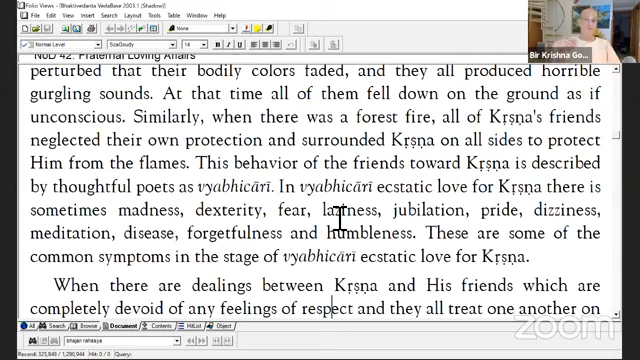 Folio Views - [Bhaktivedanta VedaBase 2003.1 (Shadow)]
File Edit View Search Layout Tools Window Help
<None>
Normal Level
ScaGoudy
14
NoD 42: Fraternal Loving Affairs
perturbed that their bodily colors faded, and they all produced horrible
gurgling sounds. At that time all of them fell down on the ground as if
unconscious. Similarly, when there was a forest fire, all of Kṛṣṇa's friends
neglected their own protection and surrounded Kṛṣṇa on all sides to protect
Him from the flames. This behavior of the friends toward Kṛṣṇa is described
by thoughtful poets as vyabhicārī. In vyabhicārī ecstatic love for Kṛṣṇa there is
sometimes madness, dexterity, fear, laziness, jubilation, pride, dizziness,
meditation, disease, forgetfulness and humbleness. These are some of the
common symptoms in the stage of vyabhicārī ecstatic love for Kṛṣṇa.
When there are dealings between Kṛṣṇa and His friends which are
completely devoid of any feelings of respect and they all treat one another on
All Search Browse Document Contents HitList Object
bhajan rahasya
Hits: 0 / 0 Query:
Bir Krishna Go...
zoom